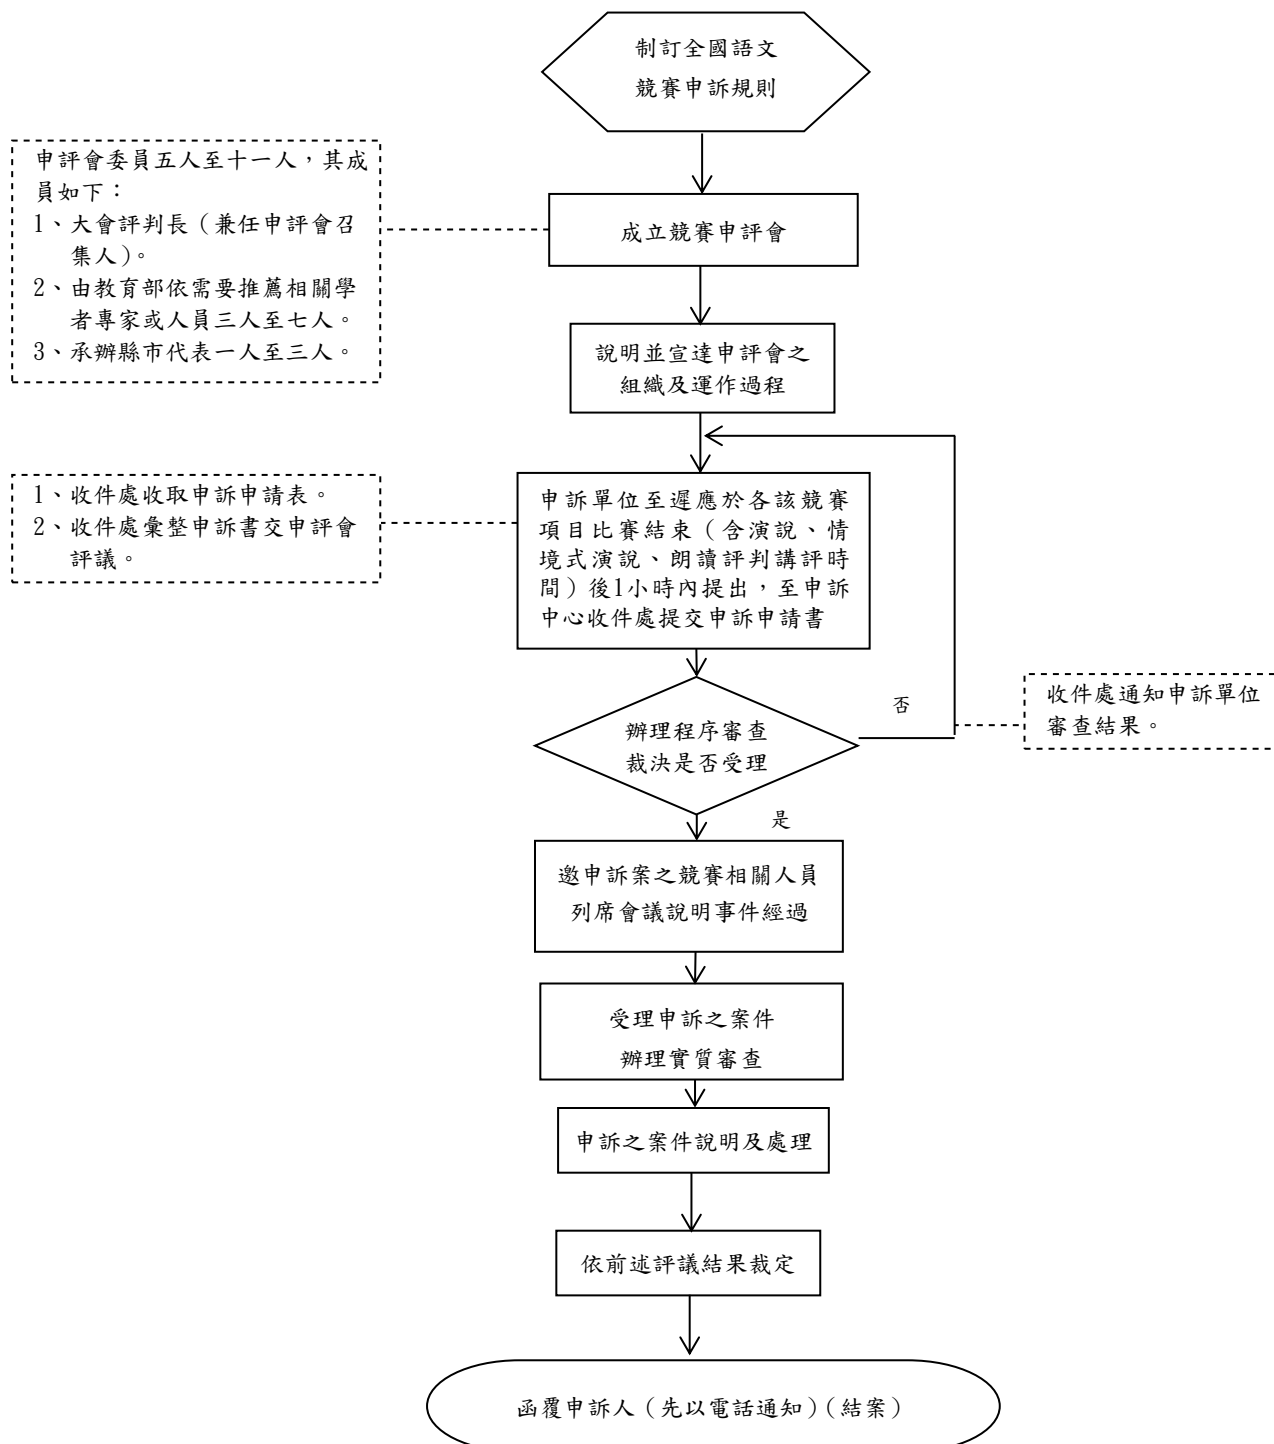 制訂全國語文
競賽申訴規則
申評會委員五人至十一人，其成
員如下：
1、大會評判長（兼任申評會召
集人）。
2、由教育部依需要推薦相關學
者專家或人員三人至七人。
3、承辦縣市代表一人至三人。
成立競賽申評會
說明並宣達申評會之
組織及運作過程
1、收件處收取申訴申請表。
2、收件處彙整申訴書交申評會
評議。
申訴單位至遲應於各該競賽
項目比賽結束（含演說、情
境式演說、朗讀評判講評時
間）後1小時內提出，至申訴
中心收件處提交申訴申請書
辦理程序審查
裁決是否受理
否
收件處通知申訴單位
審查結果。
是
邀申訴案之競賽相關人員
列席會議說明事件經過
受理申訴之案件
辦理實質審查
申訴之案件說明及處理
依前述評議結果裁定
函覆申訴人（先以電話通知）（結案）